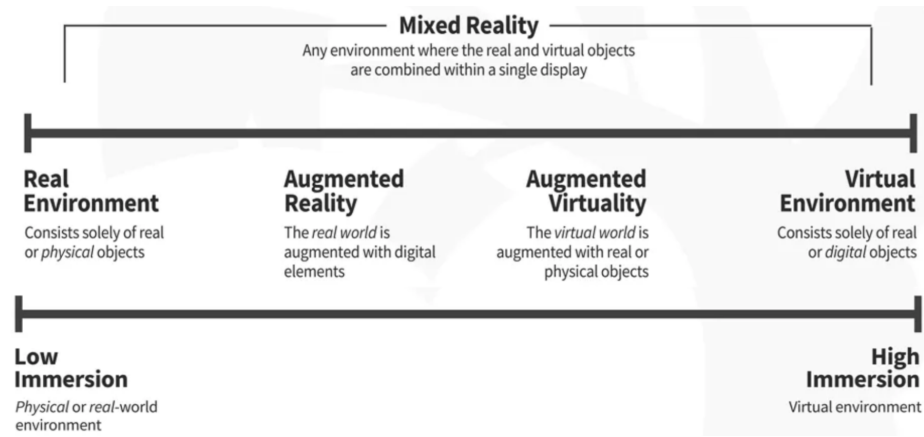 Mixed Reality
Any environment where the real and virtual objects
are combined within a single display
Real
Environment
Consists solely of real
or physical objects
Augmented
Reality
The real world is
augmented with digital
elements
Augmented
Virtuality
The virtual world is
augmented with real or
physical objects
Virtual
Environment
Consists solely of real
or digital objects
Low
Immersion
Physical or real-world
environment
High
Immersion
Virtual environment